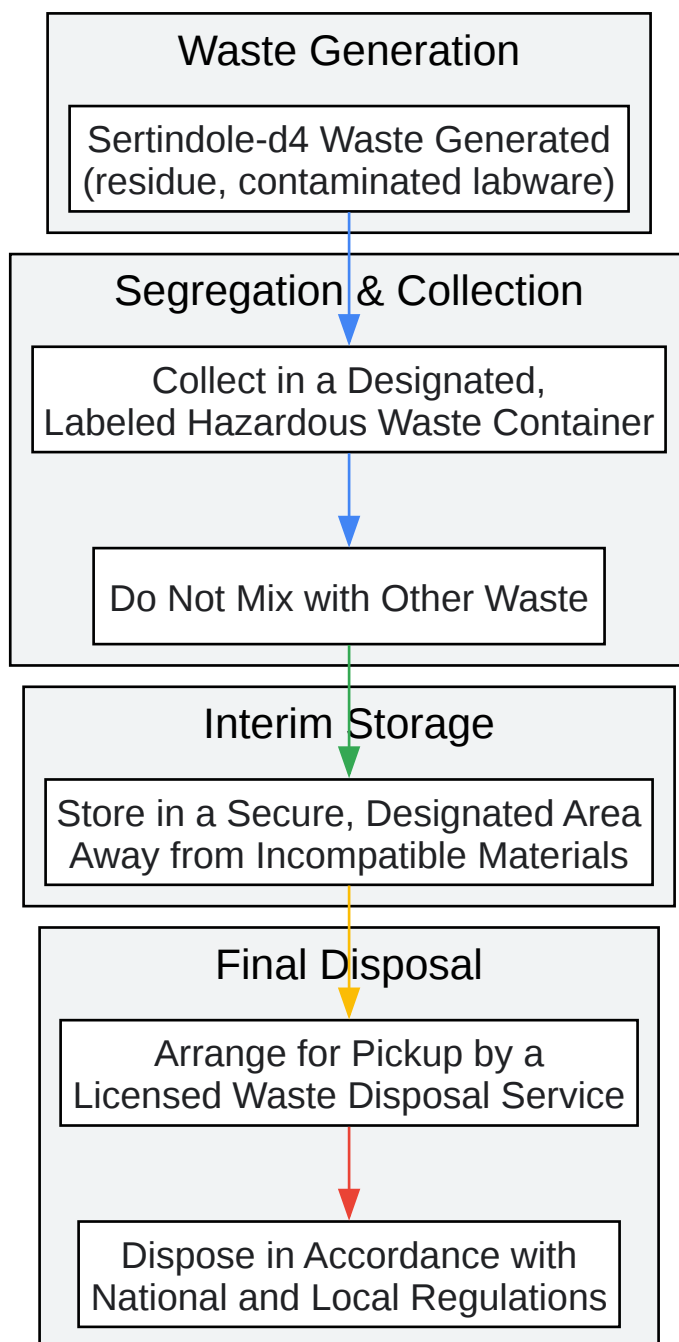 Waste Generation
Sertindole-d4 Waste Generated
(residue, contaminated labware)
Segregation & Collection
Collect in a Designated,
Labeled Hazardous Waste Container
Do Not Mix with Other Waste
Interim Storage
Store in a Secure, Designated Area
Away from Incompatible Materials
Final Disposal
Arrange for Pickup by a
Licensed Waste Disposal Service
Dispose in Accordance with
National and Local Regulations